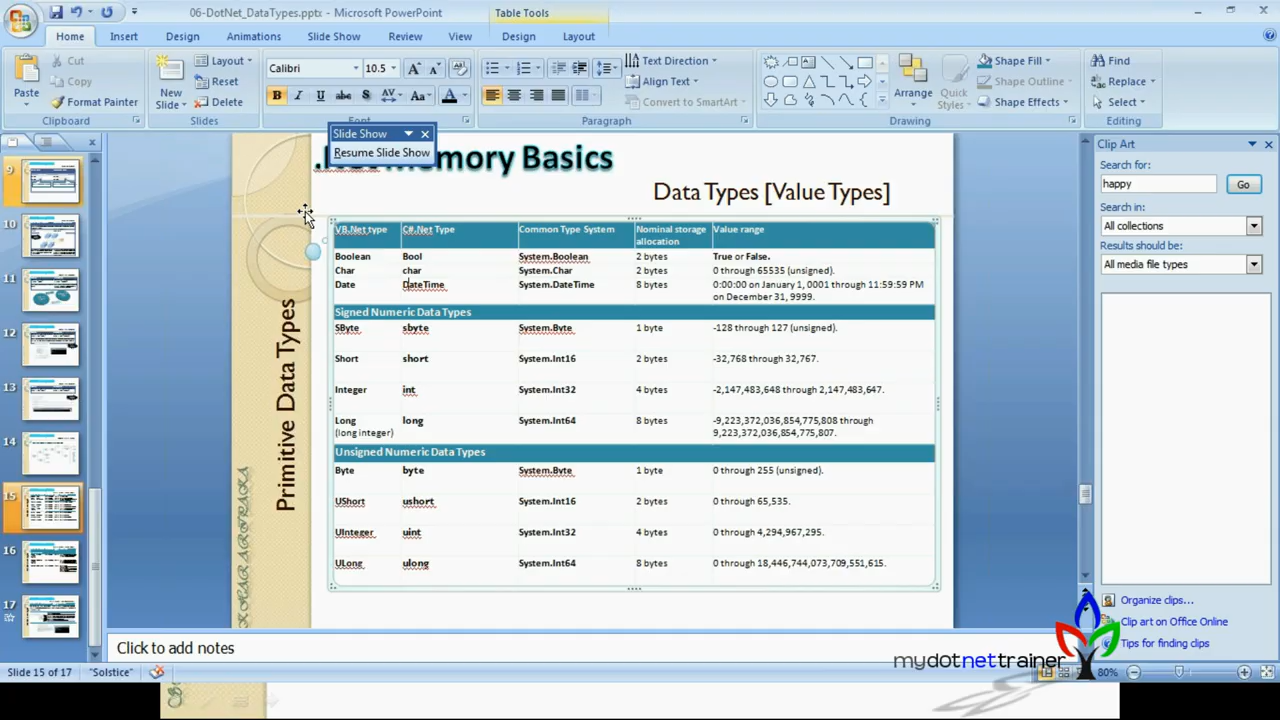 06-DotNet_DataTypes.pptx - Microsoft PowerPoint
Table Tools
Home Insert Design Animations Slide Show Review View Design Layout
Paste
Cut
Copy
Format Painter
Clipboard
New Slide
Layout
Reset
Delete
Slides
Calibri 10.5
B I U abc S AV Aa A
Font
Text Direction
Align Text
Convert to SmartArt
Paragraph
Arrange
Quick Styles
Shape Fill
Shape Outline
Shape Effects
Drawing
Find
Replace
Select
Editing
Slide Show
Resume Slide Show
9
10
11
12
13
14
15
16
17
Memory Basics
Data Types [Value Types]
Primitive Data Types
VB.Net type C#.Net Type Common Type System Nominal storage allocation Value range
Boolean Bool System.Boolean 2 bytes True or False.
Char char System.Char 2 bytes 0 through 65535 (unsigned).
Date DateTime System.DateTime 8 bytes 0:00:00 on January 1, 0001 through 11:59:59 PM on December 31, 9999.
Signed Numeric Data Types
SByte sbyte System.Byte 1 byte -128 through 127 (unsigned).
Short short System.Int16 2 bytes -32,768 through 32,767.
Integer int System.Int32 4 bytes -2,147,483,648 through 2,147,483,647.
Long (long integer) long System.Int64 8 bytes -9,223,372,036,854,775,808 through 9,223,372,036,854,775,807.
Unsigned Numeric Data Types
Byte byte System.Byte 1 byte 0 through 255 (unsigned).
UShort ushort System.Int16 2 bytes 0 through 65,535.
UInteger uint System.Int32 4 bytes 0 through 4,294,967,295.
ULong ulong System.Int64 8 bytes 0 through 18,446,744,073,709,551,615.
Clip Art
Search for:
happy Go
Search in:
All collections
Results should be:
All media file types
Organize clips...
Clip art on Office Online
Tips for finding clips
Click to add notes
mydotnettrainer
Slide 15 of 17 "Solstice" 80%